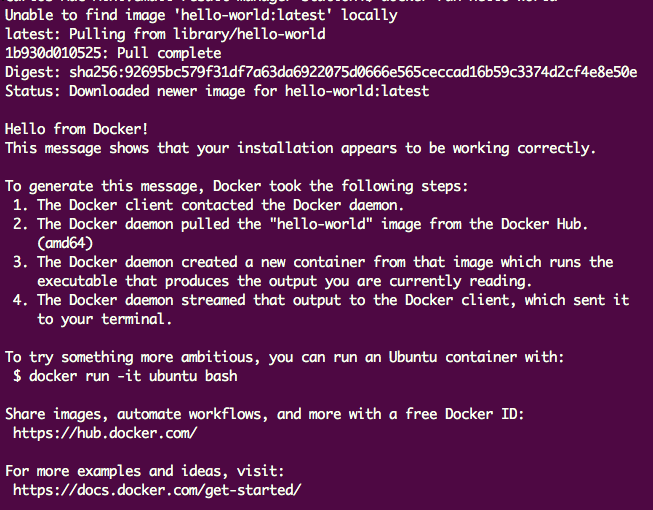 Unable to find image 'hello-world:latest' locally
latest: Pulling from library/hello-world
1b930d010525: Pull complete
Digest: sha256:92695bc579f31df7a63da6922075d0666e565ceccad16b59c3374d2cf4e8e50e
Status: Downloaded newer image for hello-world:latest
Hello from Docker!
This message shows that your installation appears to be working correctly.
To generate this message, Docker took the following steps:
1. The Docker client contacted the Docker daemon.
2. The Docker daemon pulled the "hello-world" image from the Docker Hub.
(amd64)
3. The Docker daemon created a new container from that image which runs the
executable that produces the output you are currently reading.
4. The Docker daemon streamed that output to the Docker client, which sent it
to your terminal.
To try something more ambitious, you can run an Ubuntu container with:
$ docker run -it ubuntu bash
Share images, automate workflows, and more with a free Docker ID:
https://hub.docker.com/
For more examples and ideas, visit:
https://docs.docker.com/get-started/